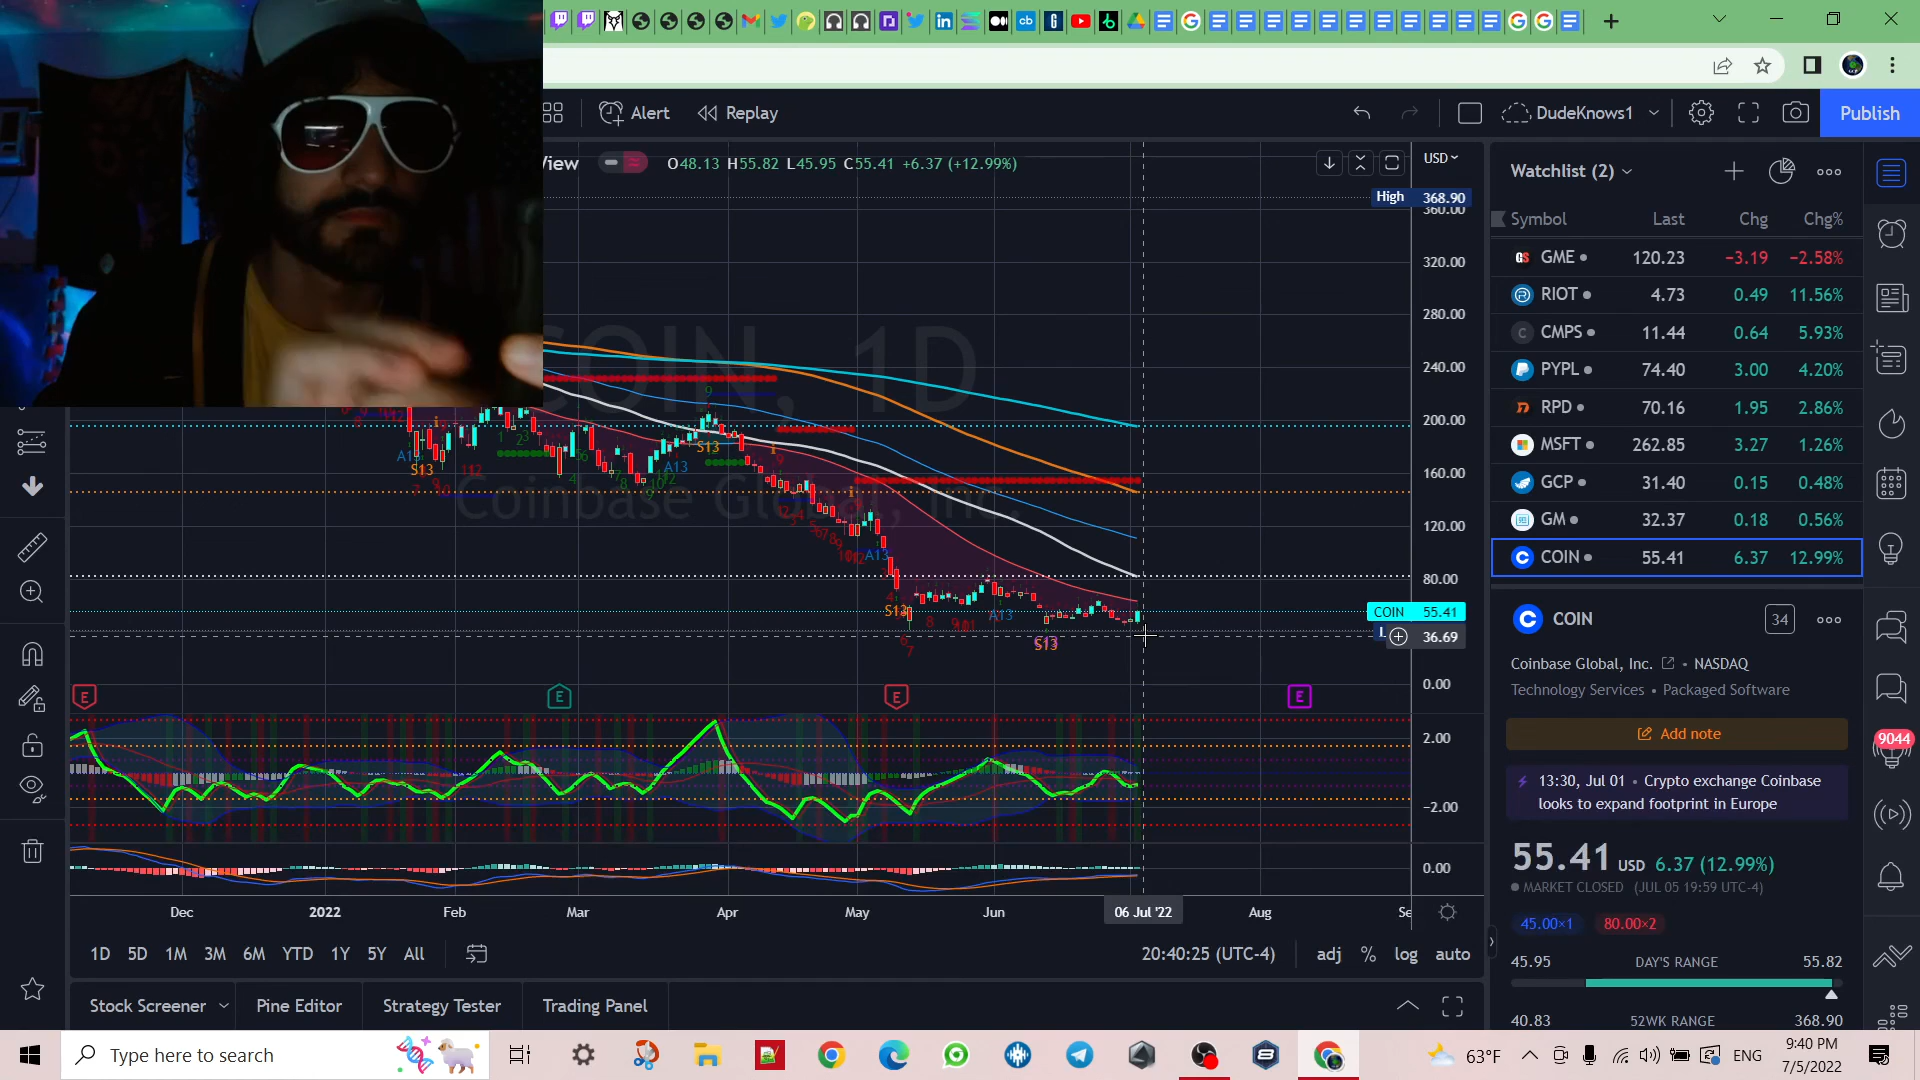 Alert
Replay
DudeKnows1
Publish
View
O48.13 H55.82 L45.95 C55.41 +6.37 (+12.99%)
USD
High 368.90
360.00
320.00
280.00
240.00
200.00
160.00
120.00
80.00
COIN 55.41
36.69
0.00
2.00
−2.00
0.00
COIN, 1D
Coinbase Global, Inc.
Dec 2022 Feb Mar Apr May Jun 06 Jul '22 Aug Se
1D 5D 1M 3M 6M YTD 1Y 5Y All
20:40:25 (UTC-4) adj % log auto
Stock Screener Pine Editor Strategy Tester Trading Panel
Watchlist (2)
Symbol Last Chg Chg%
GME 120.23 −3.19 −2.58%
RIOT 4.73 0.49 11.56%
CMPS 11.44 0.64 5.93%
PYPL 74.40 3.00 4.20%
RPD 70.16 1.95 2.86%
MSFT 262.85 3.27 1.26%
GCP 31.40 0.15 0.48%
GM 32.37 0.18 0.56%
COIN 55.41 6.37 12.99%
COIN 34
Coinbase Global, Inc. • NASDAQ
Technology Services • Packaged Software
Add note
13:30, Jul 01 • Crypto exchange Coinbase
looks to expand footprint in Europe
55.41 USD 6.37 (12.99%)
MARKET CLOSED (JUL 05 19:59 UTC-4)
45.00×1 80.00×2
45.95 DAY'S RANGE 55.82
40.83 52WK RANGE 368.90
9044
Type here to search
63°F
ENG
9:40 PM
7/5/2022